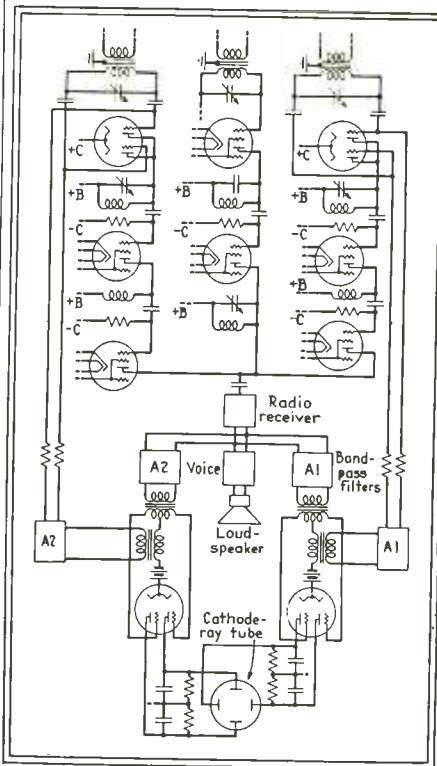 +C
+C
+B
+B
+B
-C
-C
-C
+B
+B
+B
-C
-C
Radio
receiver
A2
Voice
A1
Band-
pass
filters
A2
Loud-
speaker
A1
Cathode-
ray tube